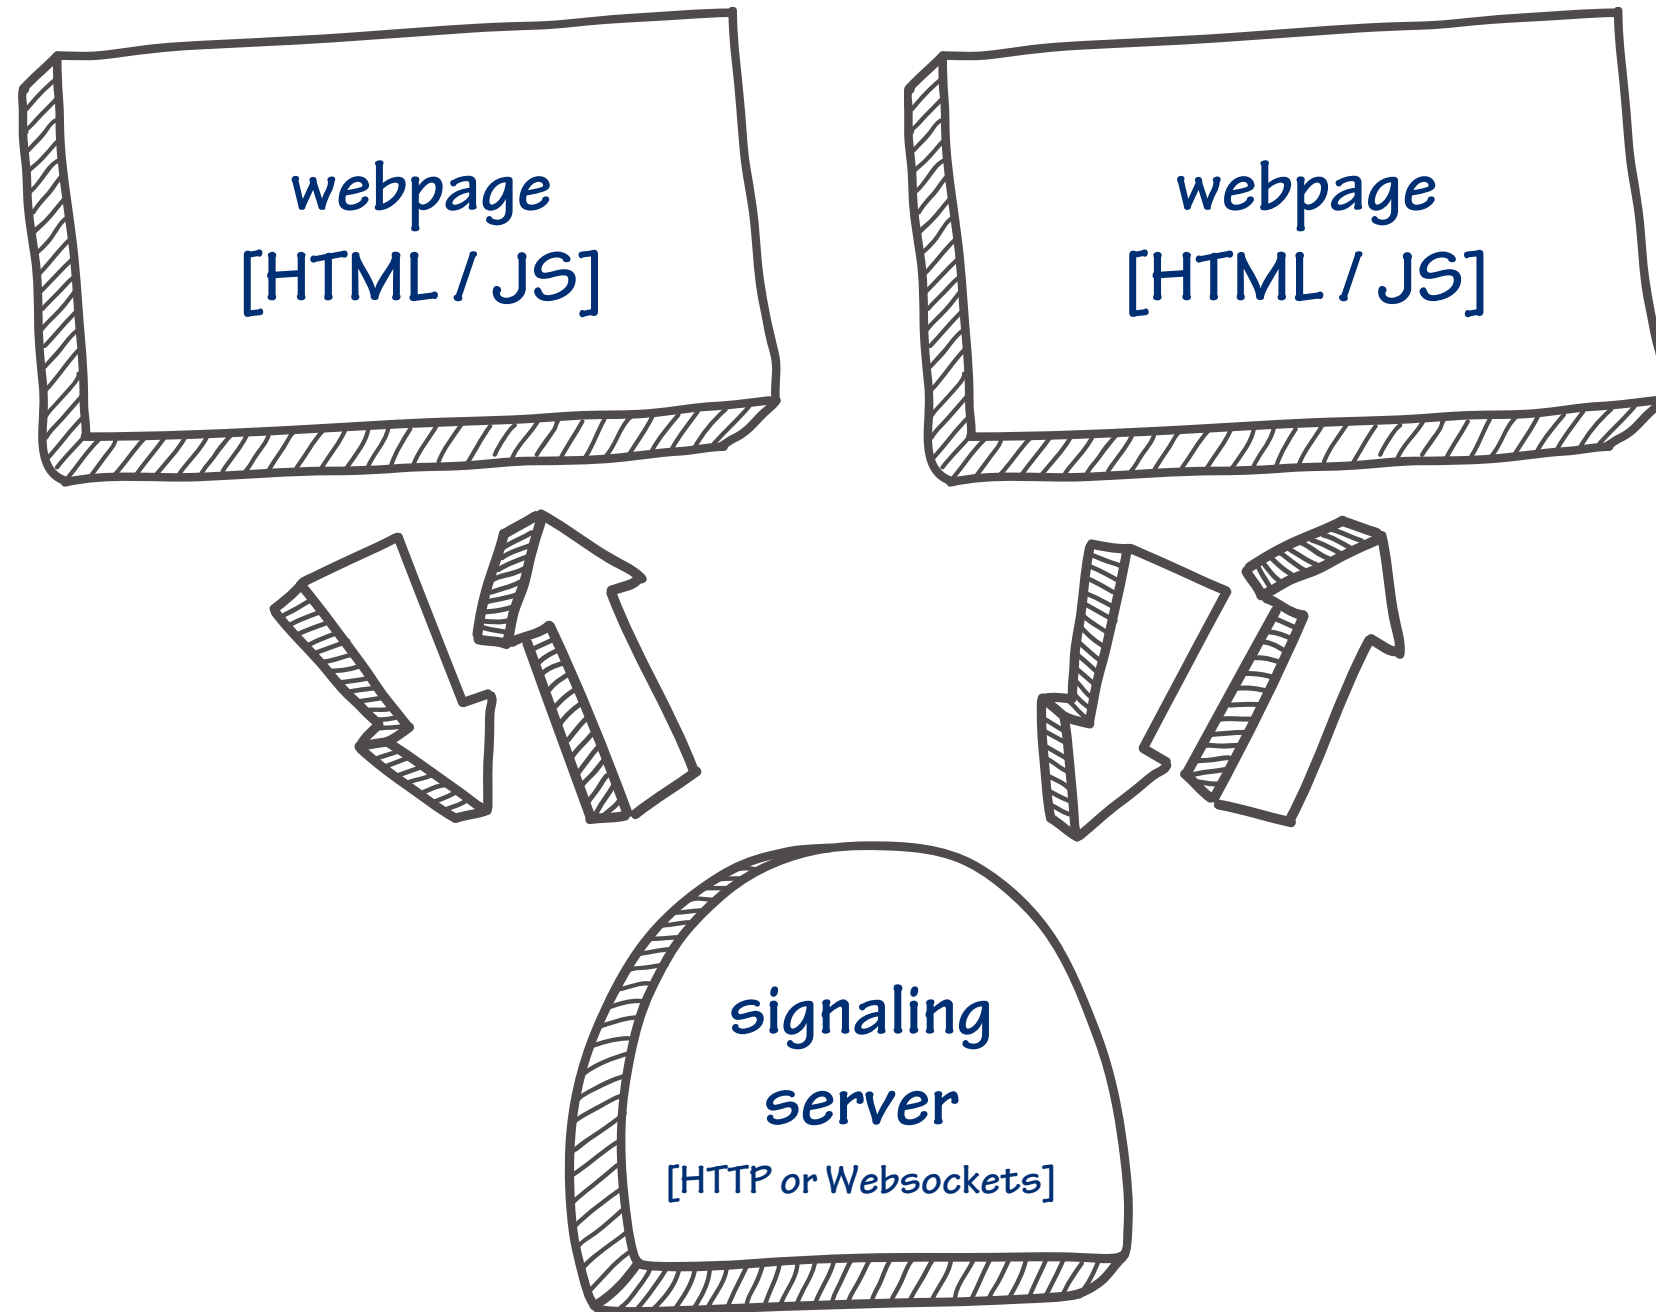 webpage
[HTML / JS]
webpage
[HTML / JS]
signaling
server
[HTTP or Websockets]